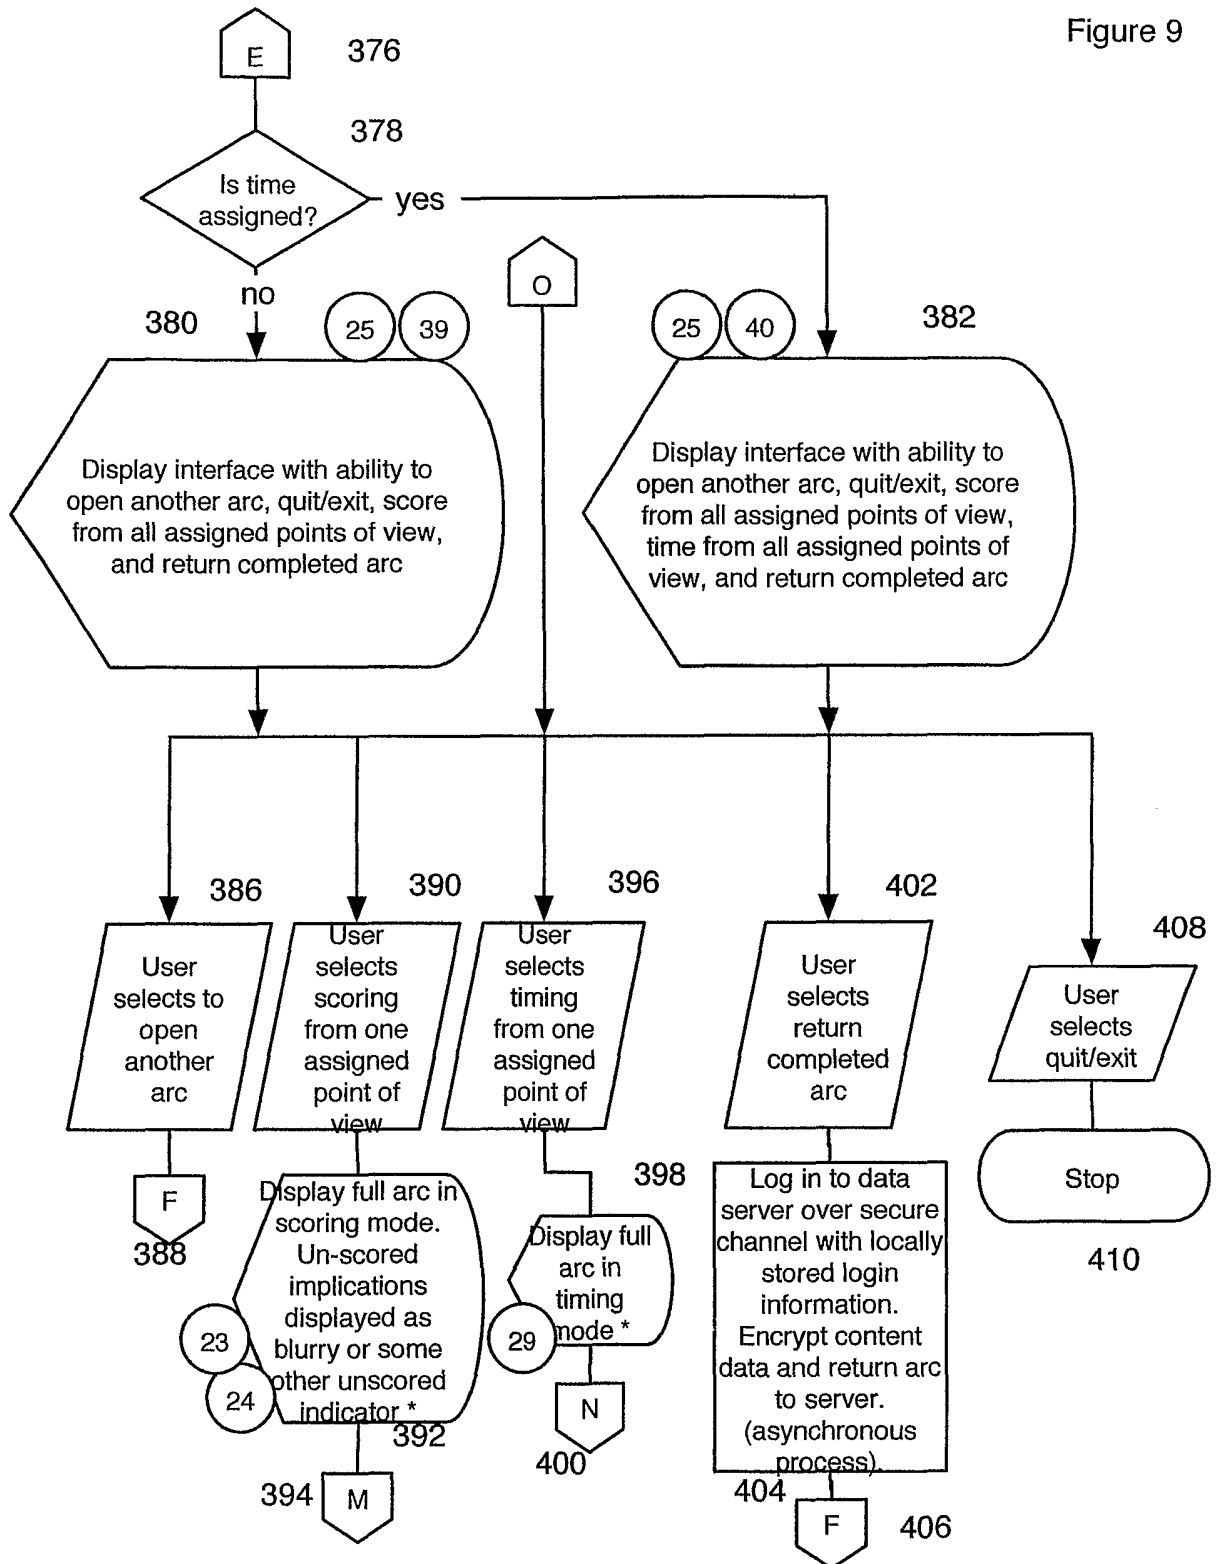 Figure 9
E
376
378
Is time
assigned?
yes
no
O
380
25
39
25
40
382
Display interface with ability to
open another arc, quit/exit, score
from all assigned points of view,
and return completed arc
Display interface with ability to
open another arc, quit/exit, score
from all assigned points of view,
time from all assigned points of
view, and return completed arc
386
User
selects to
open
another
arc
390
User
selects
scoring
from one
assigned
point of
view
396
User
selects
timing
from one
assigned
point of
view
402
User
selects
return
completed
arc
408
User
selects
quit/exit
F
388
Display full arc in
scoring mode.
Un-scored
implications
displayed as
blurry or some
other unscored
indicator *
23
24
392
394
M
398
Display full
arc in
timing
mode *
29
N
400
Log in to data
server over secure
channel with locally
stored login
information.
Encrypt content
data and return arc
to server.
(asynchronous
process).
404
F
406
Stop
410